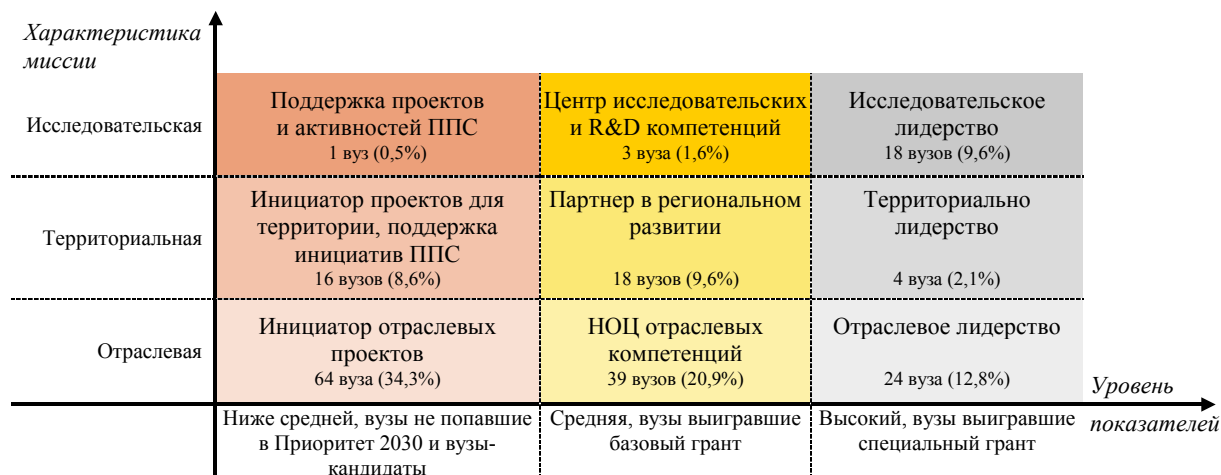 Характеристика
миссии
Исследовательская
Поддержка проектов
и активностей ППС
1 вуз (0,5%)
Центр исследовательских
и R&D компетенций
3 вуза (1,6%)
Исследовательское
лидерство
18 вузов (9,6%)
Территориальная
Инициатор проектов для
территории, поддержка
инициатив ППС
16 вузов (8,6%)
Партнер в региональном
развитии
18 вузов (9,6%)
Территориально
лидерство
4 вуза (2,1%)
Отраслевая
Инициатор отраслевых
проектов
64 вуза (34,3%)
НОЦ отраслевых
компетенций
39 вузов (20,9%)
Отраслевое лидерство
24 вуза (12,8%)
Уровень
показателей
Ниже средней, вузы не попавшие
в Приоритет 2030 и вузы-
кандидаты
Средняя, вузы выигравшие
базовый грант
Высокий, вузы выигравшие
специальный грант